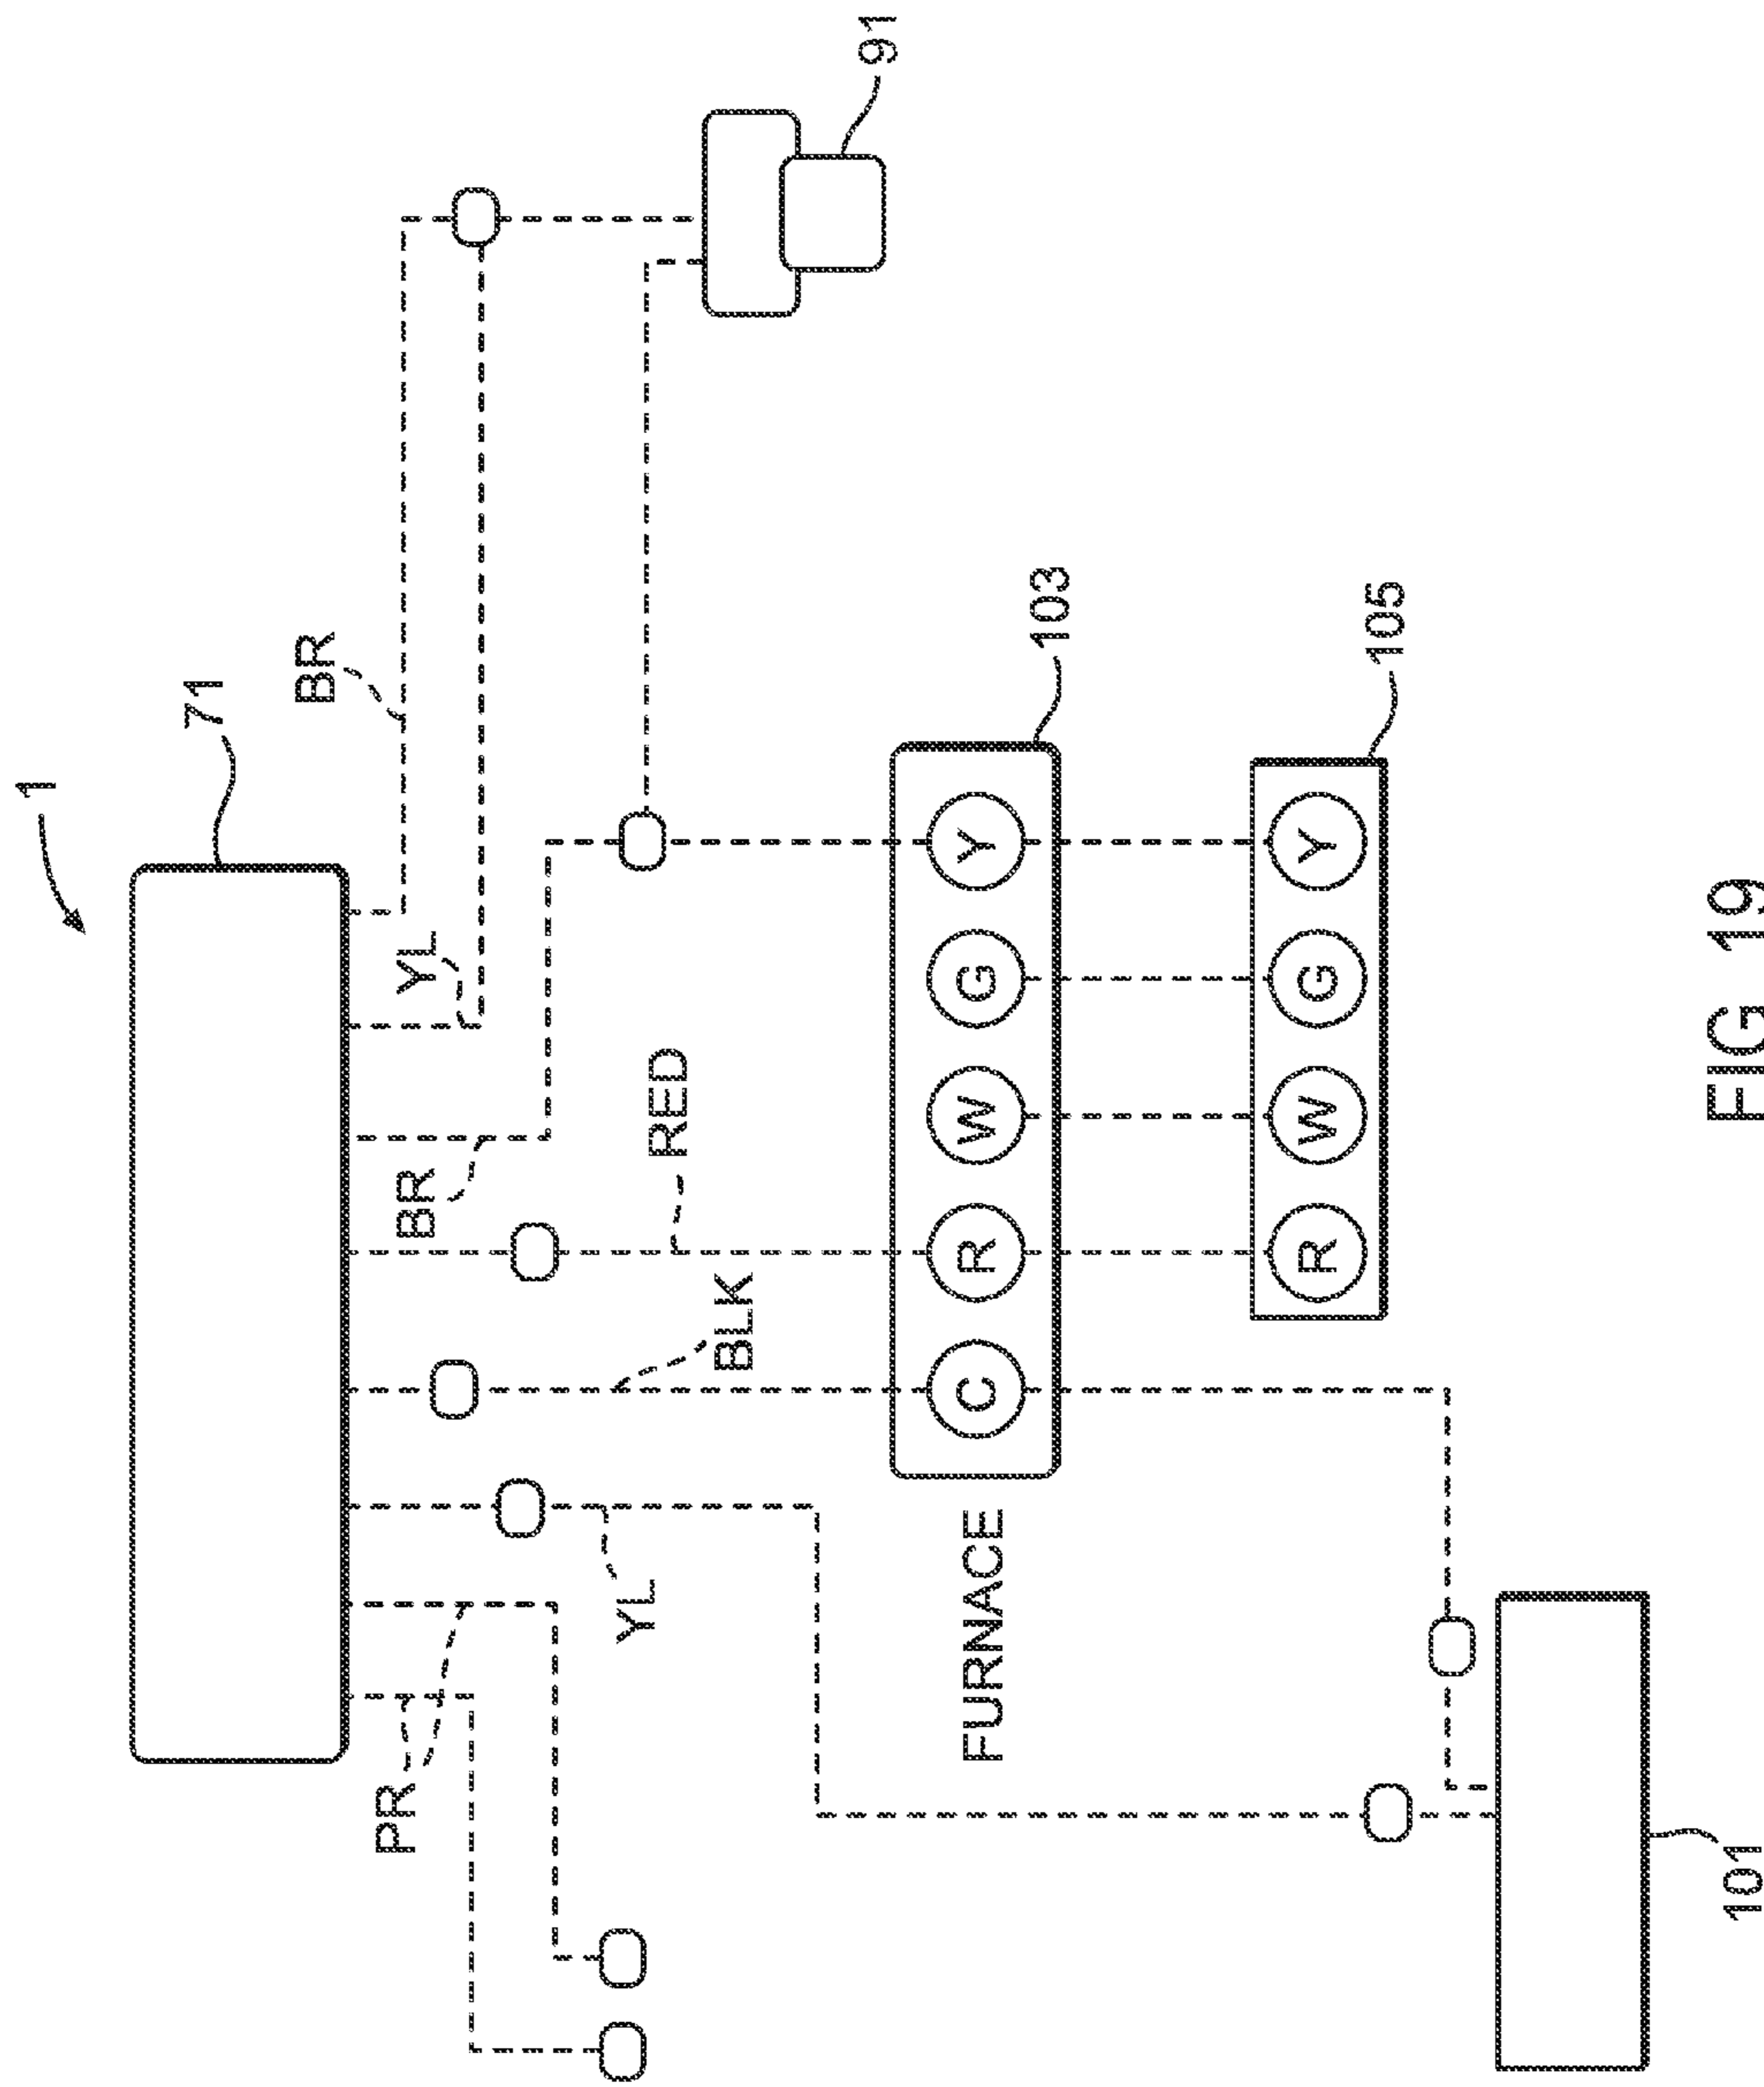 1
71
BR
91
YL
BR
RED
BLK
PR
YL
FURNACE
C R W G Y
103
R W G Y
105
101
FIG 19